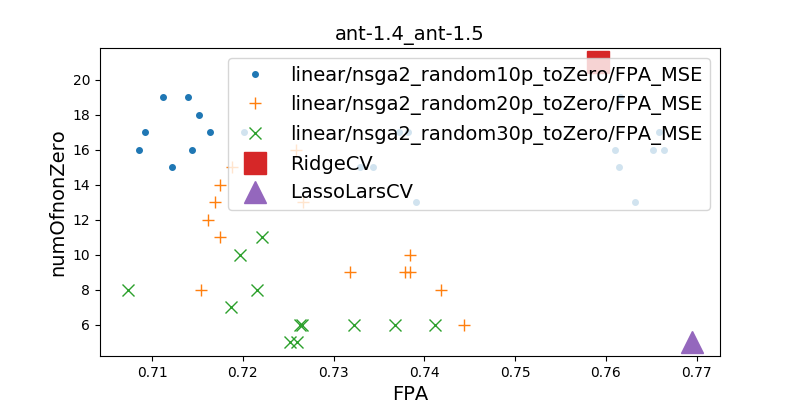 ant-1.4_ant-1.5
linear/nsga2_random10p_toZero/FPA_MSE
linear/nsga2_random20p_toZero/FPA_MSE
linear/nsga2_random30p_toZero/FPA_MSE
RidgeCV
LassoLarsCV
numOfnonZero
20
18
16
14
12
10
8
6
0.71 0.72 0.73 0.74 0.75 0.76 0.77
FPA